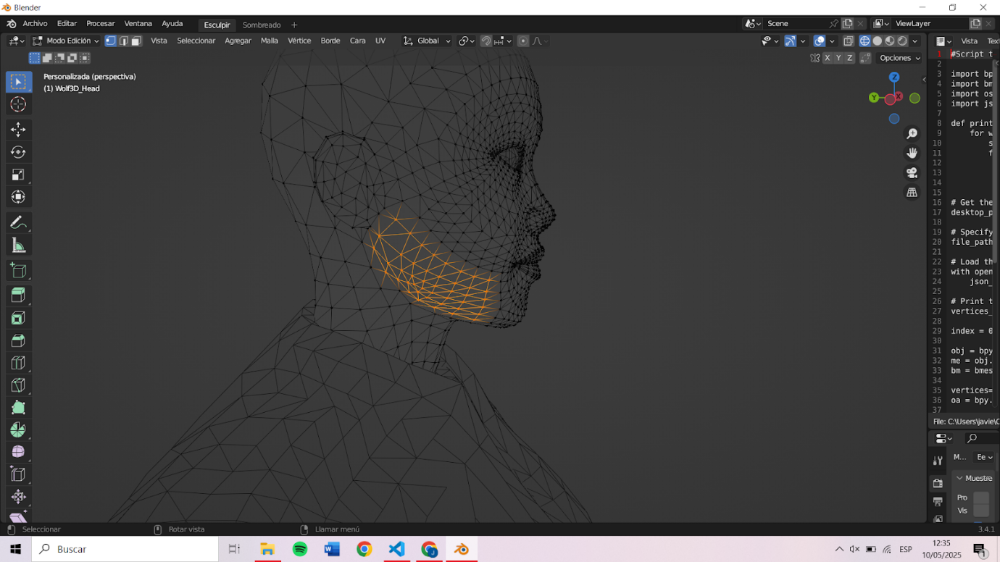 Blender
Archivo Editar Procesar Ventana Ayuda Esculpir Sombreado + Scene ViewLayer
Modo Edición Vista Seleccionar Agregar Malla Vértice Borde Cara UV Global Vista Text
X Y Z Opciones
Personalizada (perspectiva)
(1) Wolf3D_Head
Z
Y X
1 #Script t
2
3 import bp
4 import bm
5 import os
6 import js
7
8 def print
9 for w
10 s
11 f
12
13
14
15
16 # Get the
17 desktop_p
18
19 # Specify
20 file_path
21
22 # Load th
23 with open
24 json_
25
26 # Print t
27 vertices_
28
29 index = 0
30
31 obj = bpy
32 me = obj.
33 bm = bmes
34
35 vertices=
36 oa = bpy.
37
File: C:\Users\javie\O
M... Ee
Muestre
Pro
Vis
Seleccionar Rotar vista Llamar menú 3.4.1
Buscar
ESP
12:35
10/05/2025
1